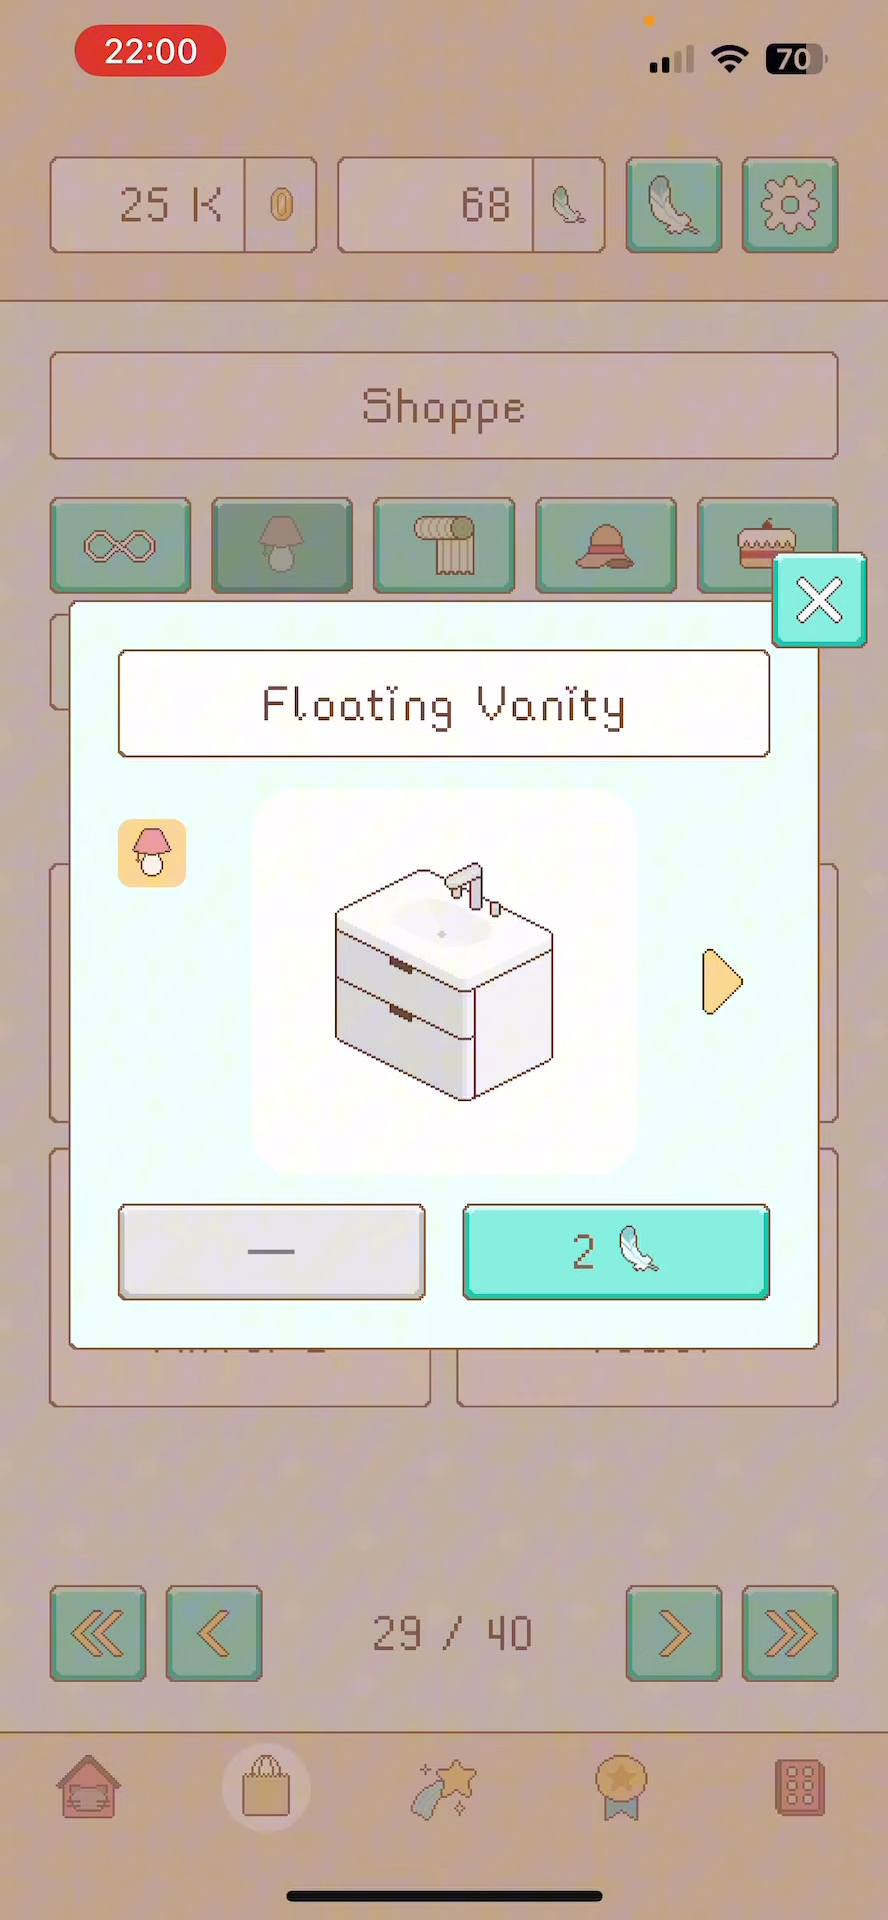 22:00
70
25 K
68
Shoppe
Floating Vanity
—
2
29 / 40